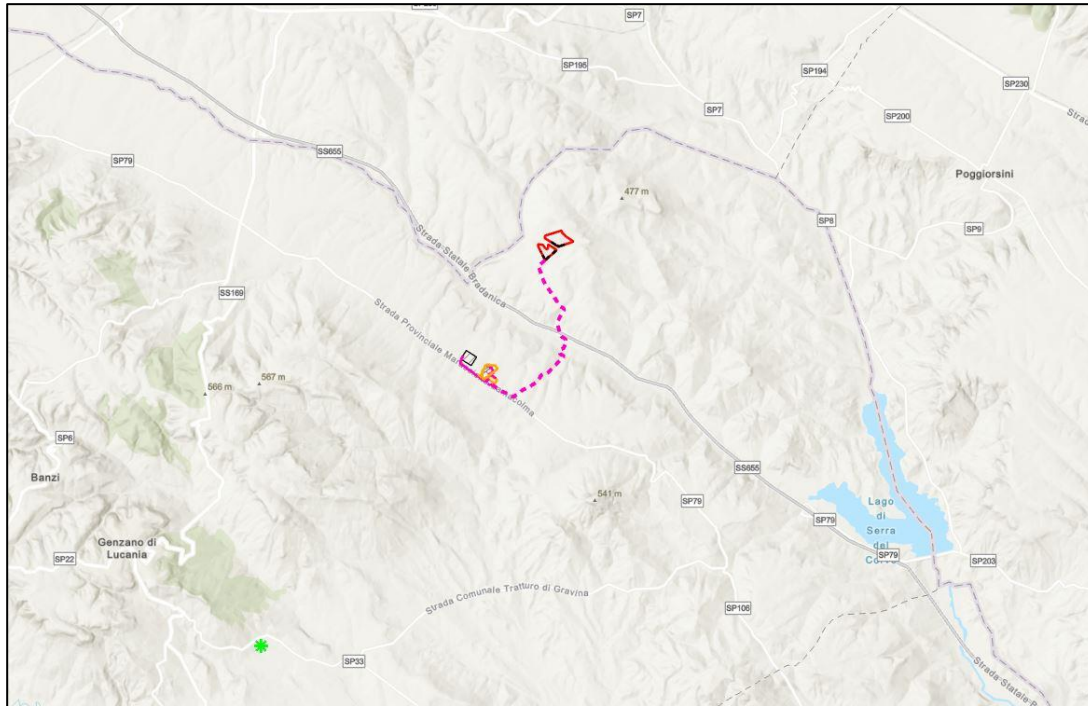 SP7
SP195
SP194
SP230
SP7
SP200
SS655
SP79
Poggiorsini
477 m
SP8
SP9
Strada Statale Bradanica
SS169
Strada Provinciale
567 m
566 m
SP6
Banzi
SS655
541 m
SP79
Lago
di
Serra
del
SP79
SP79
SP203
Genzano di
Lucania
SP22
Strada Comunale Tratturo di Gravina
SP106
SP33
Strada Statale